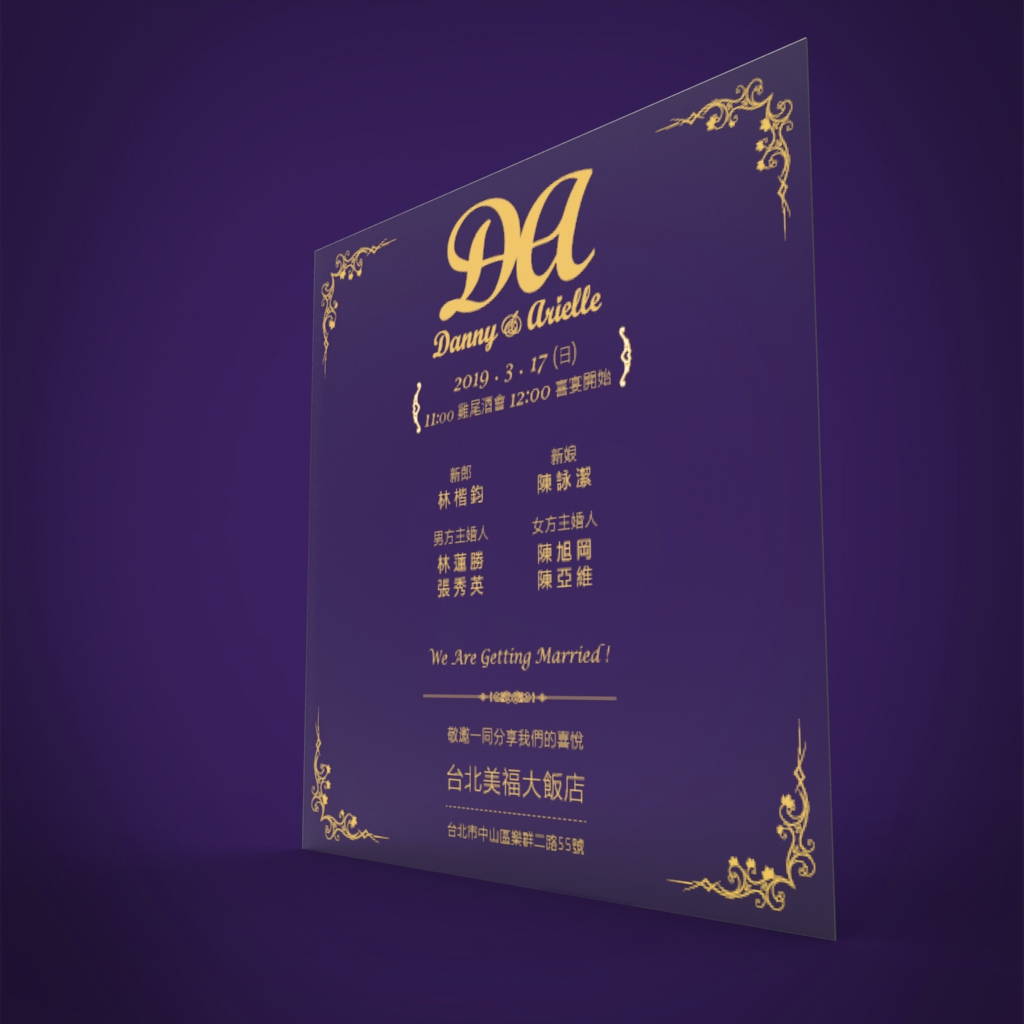 DA
Danny & Arielle
2019 . 3 . 17 (日)
11:00 雞尾酒會 12:00 喜宴開始
新郎 新娘
林楷鈞 陳詠潔
男方主婚人 女方主婚人
林蓮勝 陳旭岡
張秀英 陳亞維
We Are Getting Married !
敬邀一同分享我們的喜悅
台北美福大飯店
台北市中山區樂群二路55號